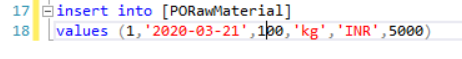 17 insert into [PORawMaterial]
18 values (1,'2020-03-21',100,'kg','INR',5000)